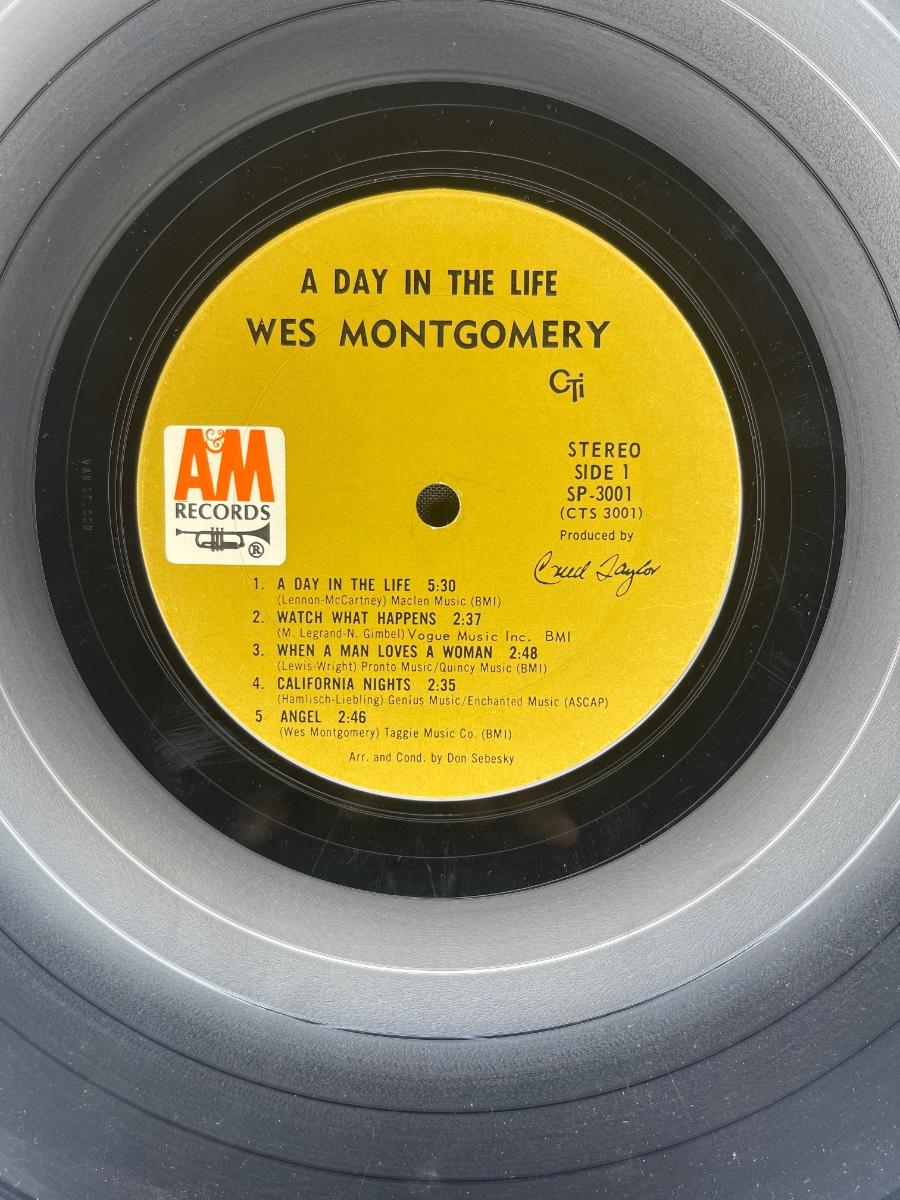 A DAY IN THE LIFE
WES MONTGOMERY
CTi
A&M
RECORDS
®
STEREO
SIDE 1
SP-3001
(CTS 3001)
Produced by
Creed Taylor
VAN GELDER
1. A DAY IN THE LIFE 5:30
(Lennon-McCartney) Maclen Music (BMI)
2. WATCH WHAT HAPPENS 2:37
(M. Legrand-N. Gimbel) Vogue Music Inc. BMI
3. WHEN A MAN LOVES A WOMAN 2:48
(Lewis-Wright) Pronto Music/Quincy Music (BMI)
4. CALIFORNIA NIGHTS 2:35
(Hamlisch-Liebling) Genius Music/Enchanted Music (ASCAP)
5 ANGEL 2:46
(Wes Montgomery) Taggie Music Co. (BMI)
Arr. and Cond. by Don Sebesky